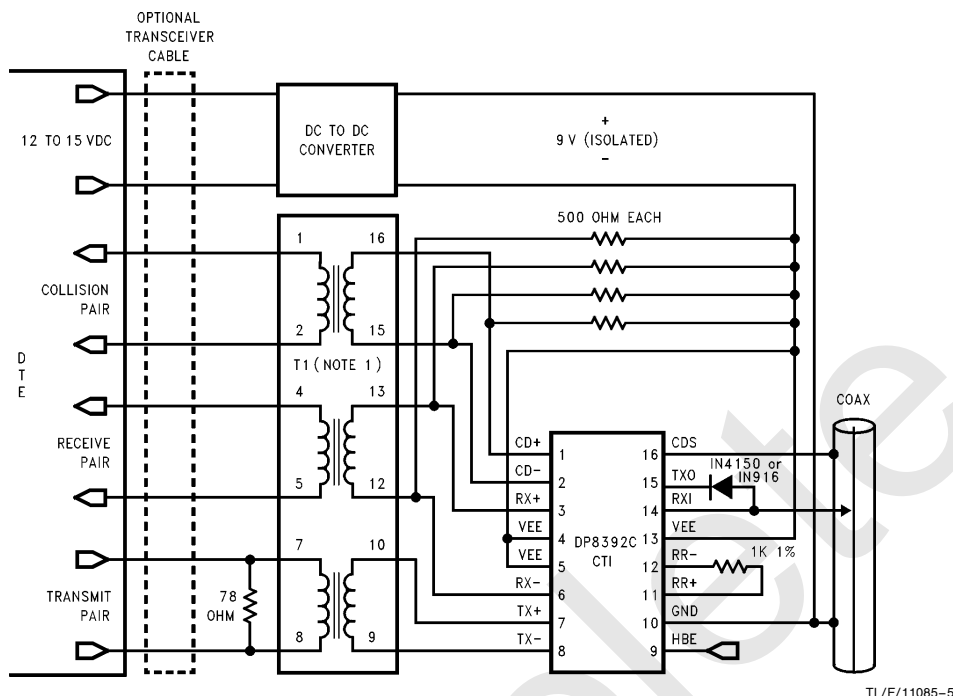 OPTIONAL
TRANSCEIVER
CABLE
12 TO 15 VDC
DC TO DC
CONVERTER
+
9 V (ISOLATED)
-
500 OHM EACH
1
16
COLLISION
PAIR
2
15
T1 (NOTE 1)
D
T
E
4
13
RECEIVE
PAIR
5
12
7
10
TRANSMIT
PAIR
78
OHM
8
9
COAX
CD+
1
16
CDS
CD-
2
15
TXO
IN4150 or
IN916
RX+
3
14
RXI
VEE
4
13
VEE
DP8392C
CTI
VEE
5
12
RR-
1K 1%
RX-
6
11
RR+
TX+
7
10
GND
TX-
8
9
HBE
TL/F/11085-5
olete